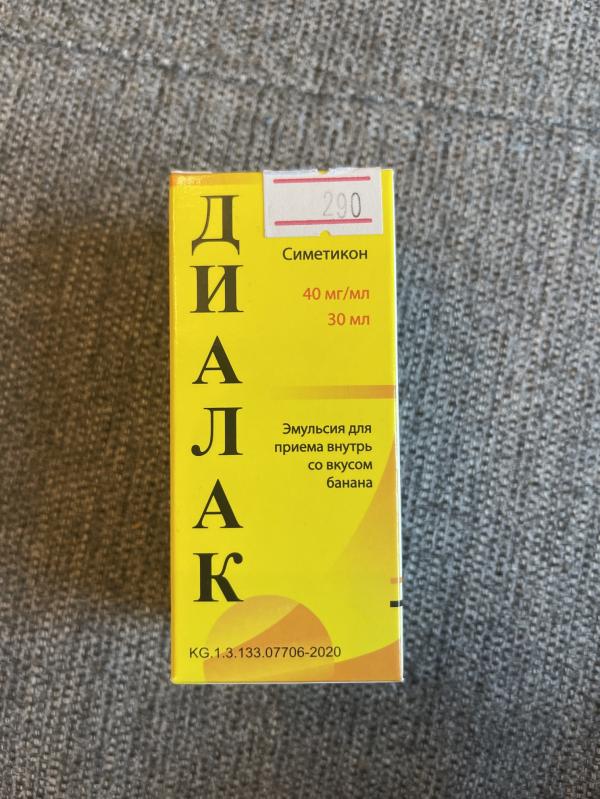 ДИАЛАК
290
Симетикон
40 мг/мл
30 мл
Эмульсия для
приема внутрь
со вкусом
банана
KG.1.3.133.07706-2020